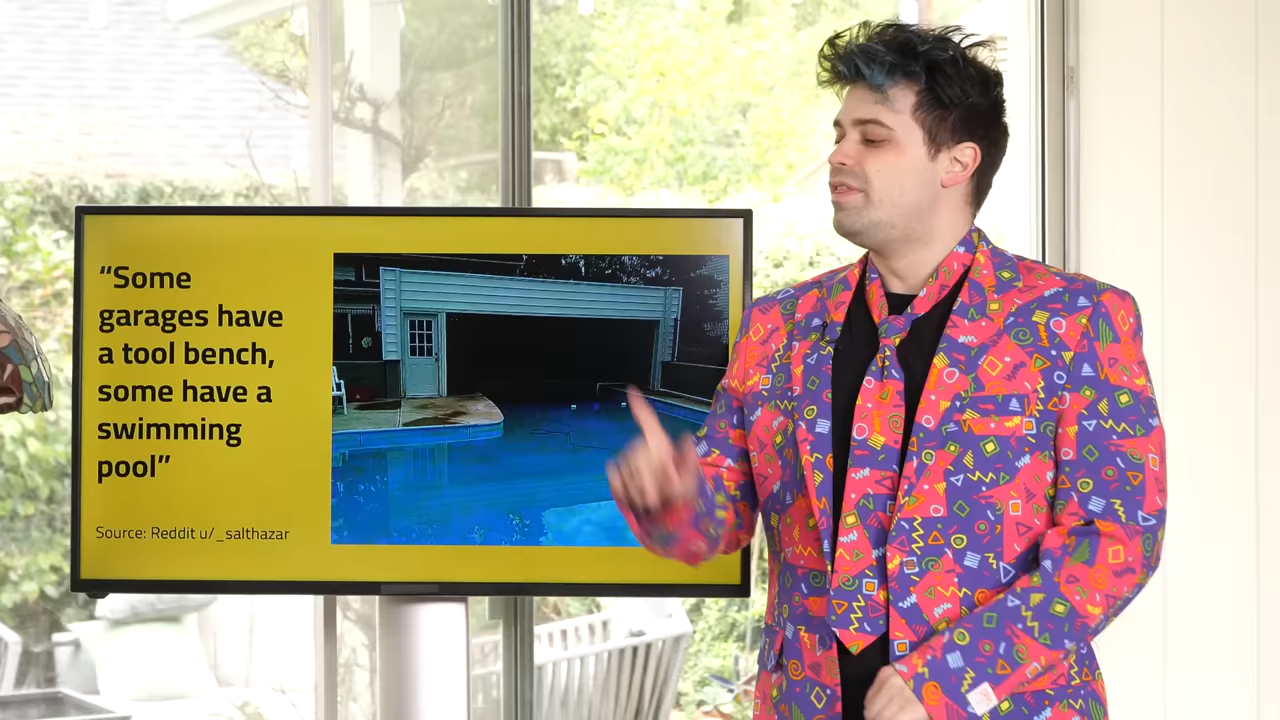 “Some
garages have
a tool bench,
some have a
swimming
pool”
Source: Reddit u/_salthazar